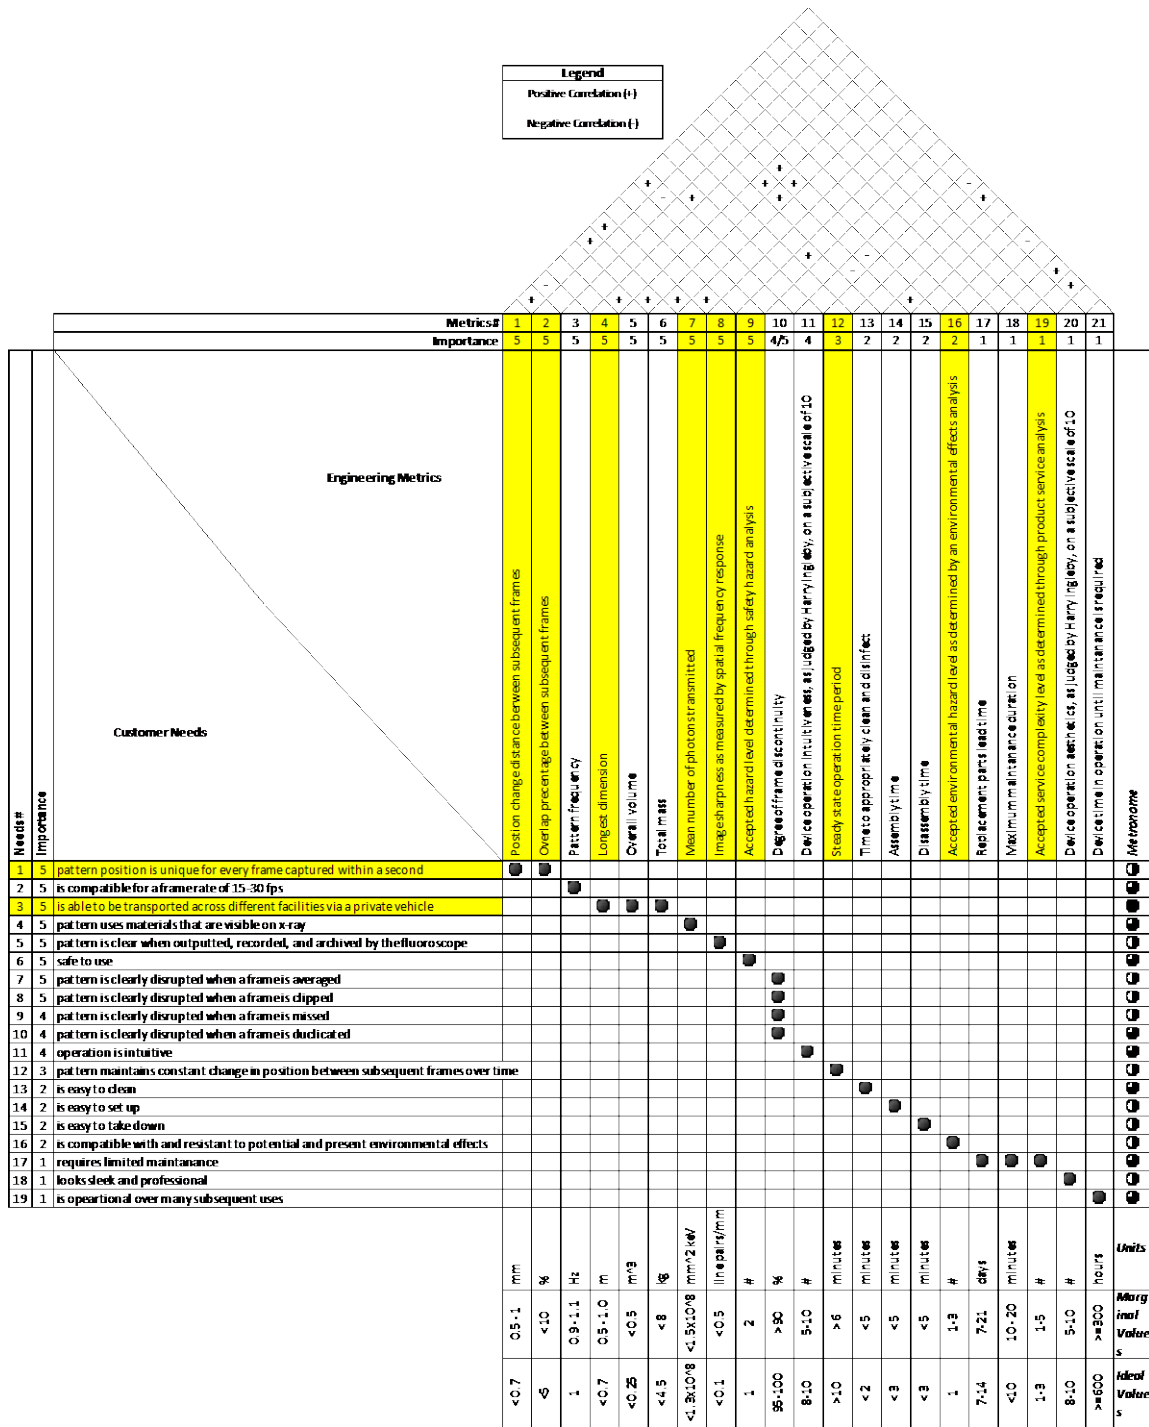 Legend
Positive Correlation (+)
Negative Correlation (-)
Metrics# 1 2 3 4 5 6 7 8 9 10 11 12 13 14 15 16 17 18 19 20 21
Importance 5 5 5 5 5 5 5 5 5 4/5 4 3 2 2 2 2 1 1 1 1 1
Engineering Metrics
Customer Needs
Needs#
Importance
Postion change distance berween subsequent frames
Overlap precentage between subsequent frames
Pattern frequency
Longest dimension
Overall volume
Total mass
Mean number of photons transmitted
Image sharpness as measured by spatial frequency response
Accepted hazard level determined through safety hazard analysis
Degree of frame discontinuity
Device operation intuitiveness, as judged by Harry Ingleby, on a subjective scale of 10
Steady state operation time period
Time to appropriately clean and disinfect
Assembly time
Disassembly time
Accepted environmental hazard level as determined by an environmental effects analysis
Replacement parts lead time
Maximum maintanance duration
Accepted service complexity level as determined through product service analysis
Device operation aesthetics, as judged by Harry Ingleby, on a subjective scale of 10
Device time in operation until maintanance is required
Metronome
1 5 pattern position is unique for every frame captured within a second
2 5 is compatible for a frame rate of 15-30 fps
3 5 is able to be transported across different facilities via a private vehicle
4 5 pattern uses materials that are visible on x-ray
5 5 pattern is clear when outputted, recorded, and archived by the fluoroscope
6 5 safe to use
7 5 pattern is clearly disrupted when a frame is averaged
8 5 pattern is clearly disrupted when a frame is clipped
9 4 pattern is clearly disrupted when a frame is missed
10 4 pattern is clearly disrupted when a frame is duclicated
11 4 operation is intuitive
12 3 pattern maintains constant change in position between subsequent frames over time
13 2 is easy to clean
14 2 is easy to set up
15 2 is easy to take down
16 2 is compatible with and resistant to potential and present environmental effects
17 1 requires limited maintanance
18 1 looks sleek and professional
19 1 is opeartional over many subsequent uses
mm % Hz m m^3 kg mm^2 keV line pairs/mm # % # minutes minutes minutes minutes # days minutes # # hours Units
0.5 - 1 <10 0.9 - 1.1 0.5 - 1.0 <0.5 <8 <1.5x10^8 <0.5 2 >90 5-10 >6 <5 <5 <5 1-3 7-21 10 - 20 1-5 5-10 >=300 Marginal Values
<0.7 <5 1 <0.7 <0.25 <4.5 <1.3x10^8 <0.1 1 95-100 8-10 >10 <2 <3 <3 1 7-14 <10 1-3 8-10 >=600 Ideal Values